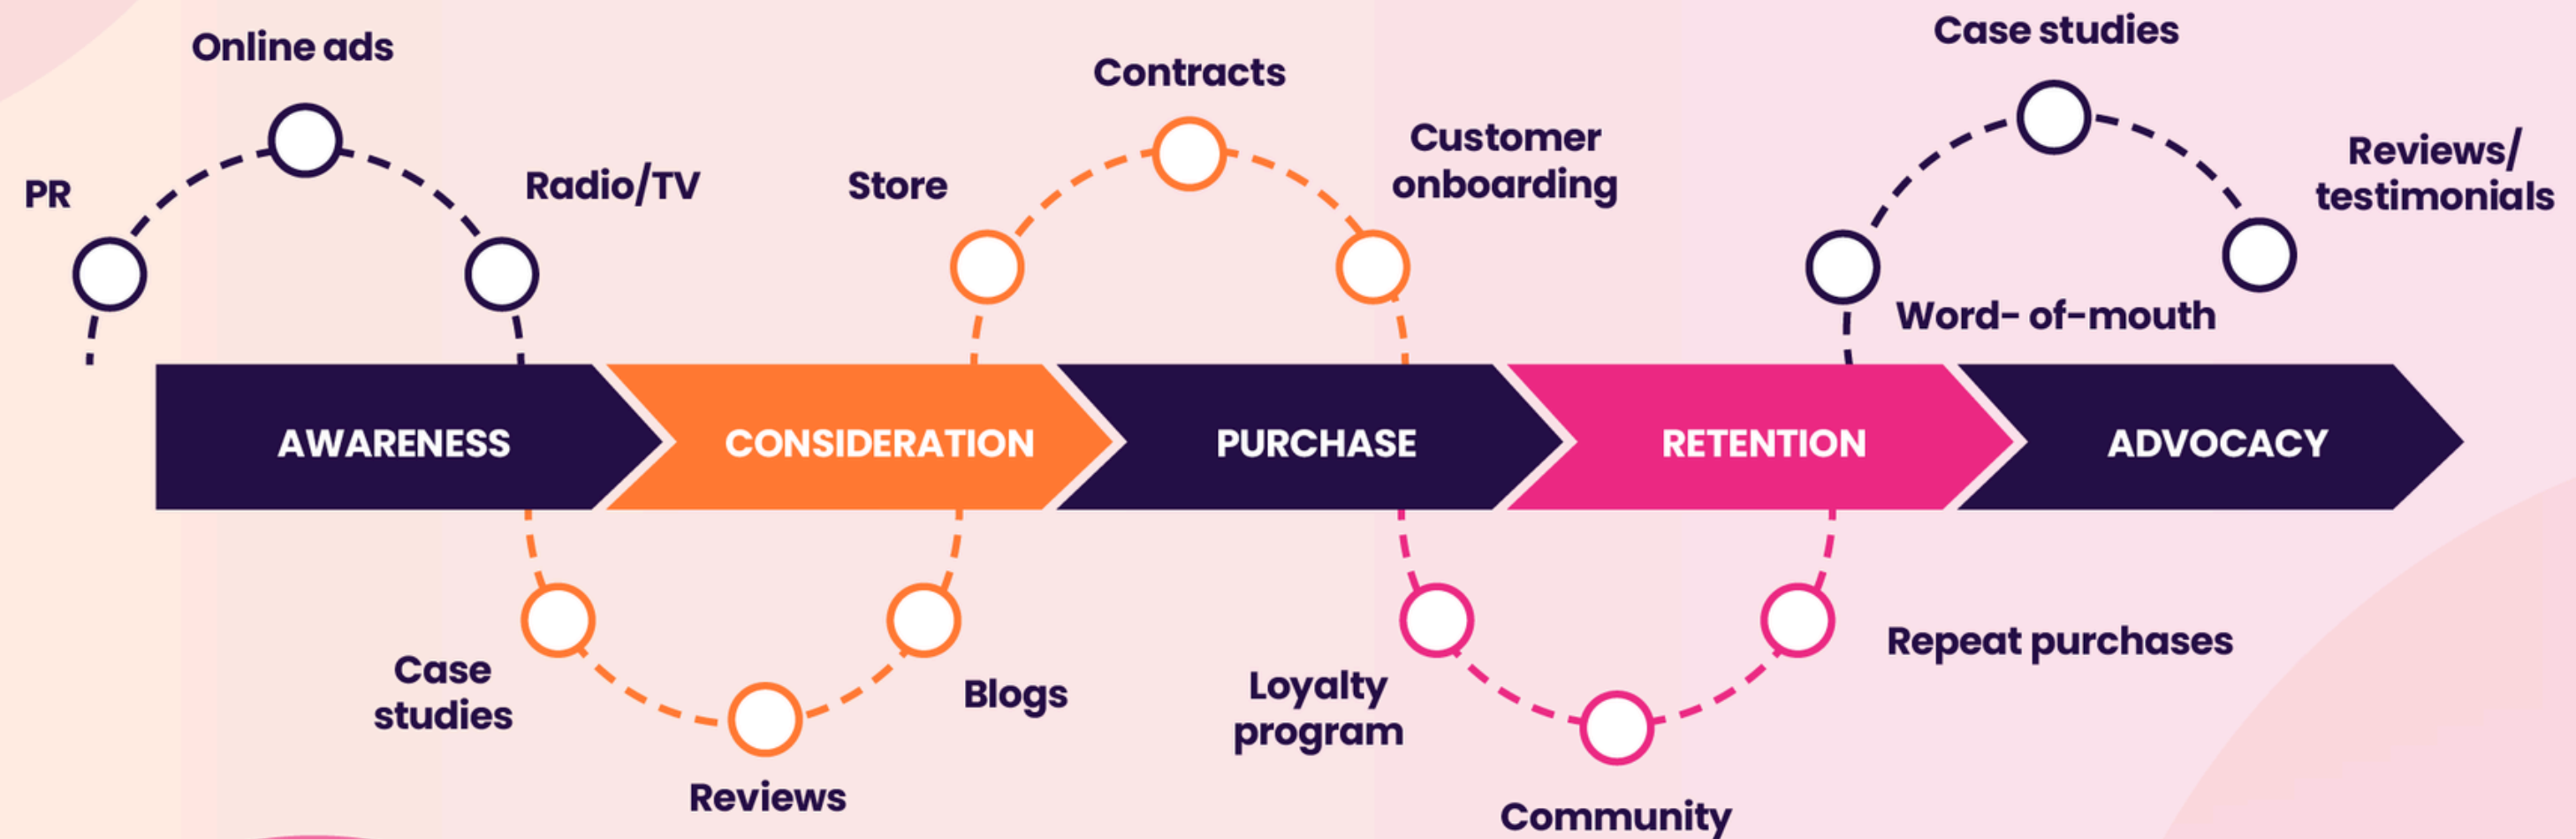 Online ads
PR
Radio/TV
Contracts
Store
Customer
onboarding
Case studies
Reviews/
testimonials
Word- of-mouth
AWARENESS
CONSIDERATION
PURCHASE
RETENTION
ADVOCACY
Case
studies
Reviews
Blogs
Loyalty
program
Community
Repeat purchases